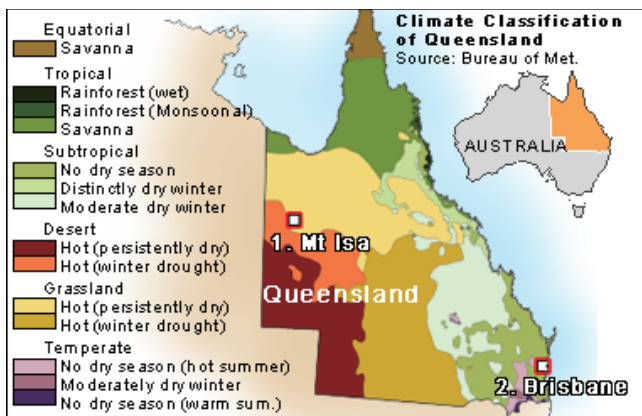 Climate Classification
of Queensland
Source: Bureau of Met.
Equatorial
Savanna
Tropical
Rainforest (wet)
Rainforest (Monsoonal)
Savanna
Subtropical
No dry season
Distinctly dry winter
Moderate dry winter
Desert
Hot (persistently dry)
Hot (winter drought)
Grassland
Hot (persistently dry)
Hot (winter drought)
Temperate
No dry season (hot summer)
Moderately dry winter
No dry season (warm sum.)
AUSTRALIA
1. Mt Isa
Queensland
2. Brisbane